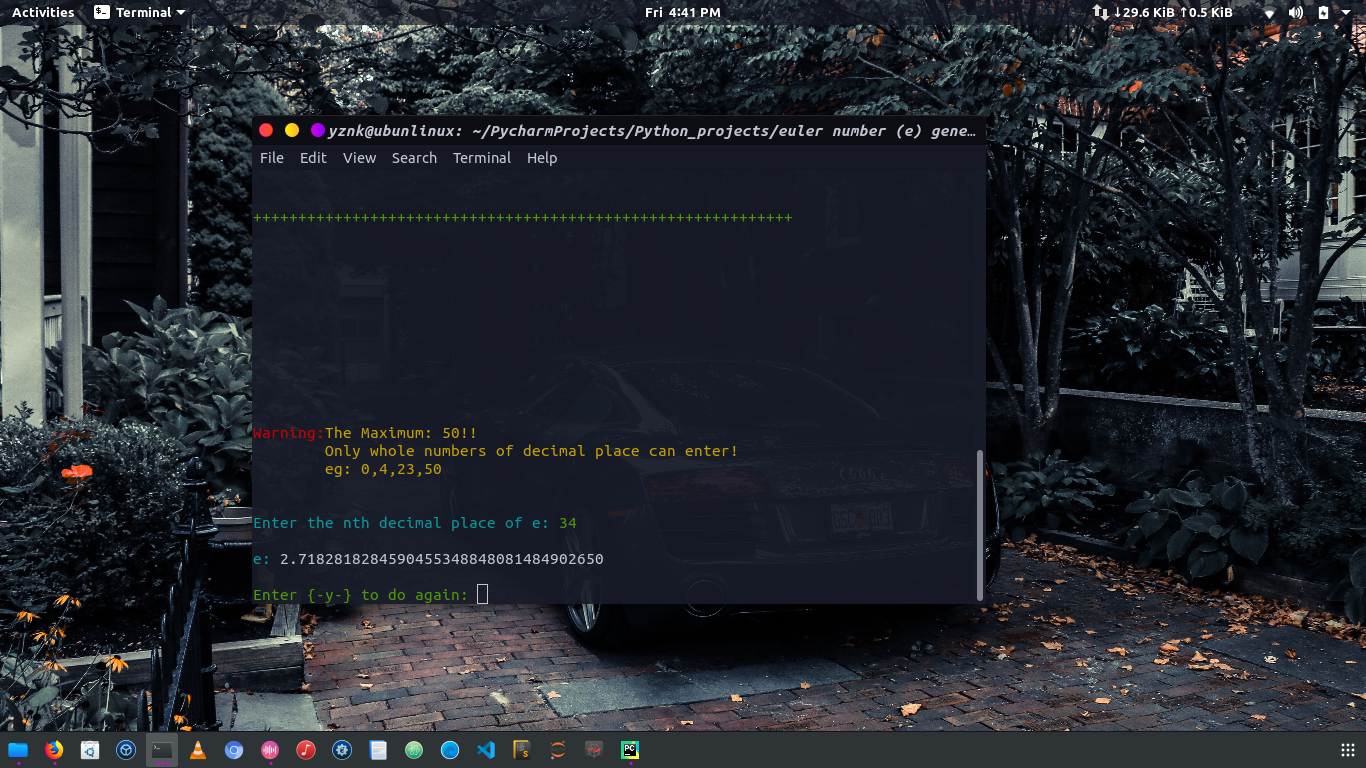 Activities Terminal Fri 4:41 PM ↓29.6 KiB ↑0.5 KiB
yznk@ubunlinux: ~/PycharmProjects/Python_projects/euler number (e) gene…
File Edit View Search Terminal Help
++++++++++++++++++++++++++++++++++++++++++++++++++++++++++++
Warning:The Maximum: 50!!
Only whole numbers of decimal place can enter!
eg: 0,4,23,50
Enter the nth decimal place of e: 34
e: 2.7182818284590455348848081484902650
Enter {-y-} to do again:
PC